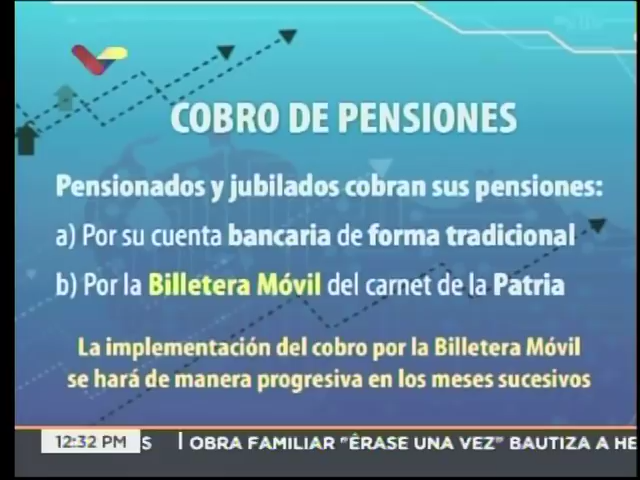 COBRO DE PENSIONES
Pensionados y jubilados cobran sus pensiones:
a) Por su cuenta bancaria de forma tradicional
b) Por la Billetera Móvil del carnet de la Patria
La implementación del cobro por la Billetera Móvil
se hará de manera progresiva en los meses sucesivos
12:32 PM S | OBRA FAMILIAR "ÉRASE UNA VEZ" BAUTIZA A HE